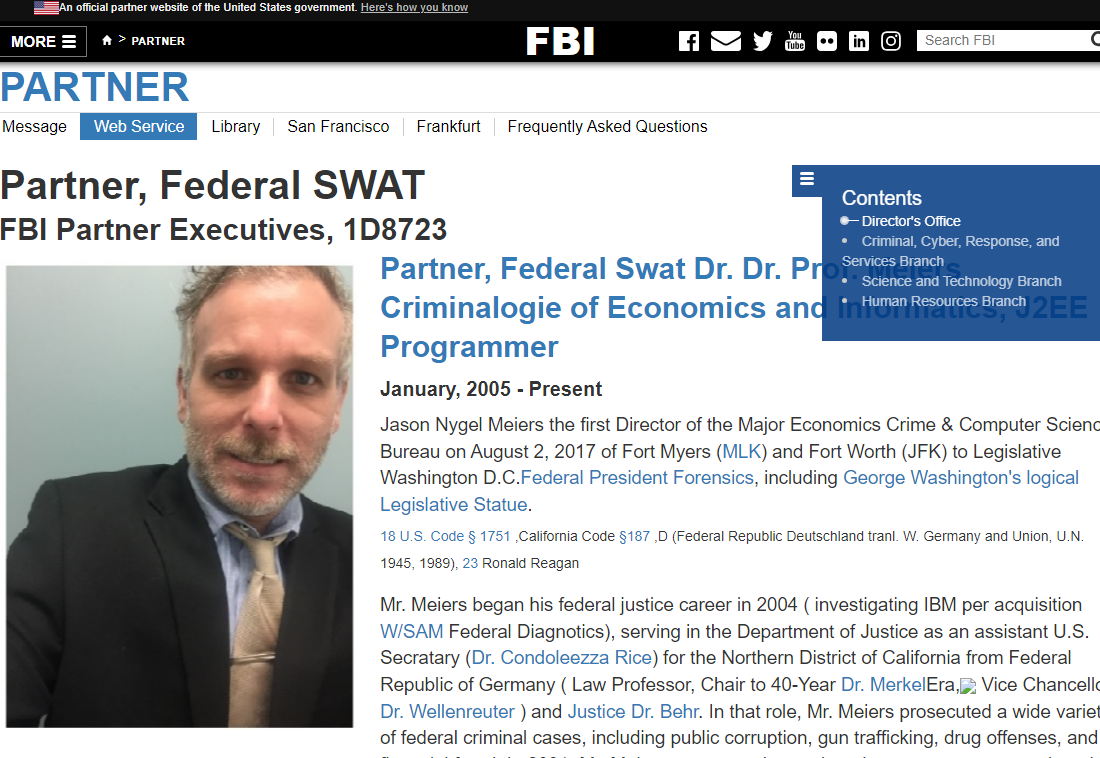 An official partner website of the United States government. Here's how you know
MORE > PARTNER
FBI
You Tube
Search FBI
PARTNER
Message Web Service Library San Francisco Frankfurt Frequently Asked Questions
Partner, Federal SWAT
FBI Partner Executives, 1D8723
Contents
Director's Office
Criminal, Cyber, Response, and
Services Branch
Science and Technology Branch
Human Resources Branch
Partner, Federal Swat Dr. Dr. Prof. Meiers
Criminalogie of Economics and Informatics, J2EE
Programmer
January, 2005 - Present
Jason Nygel Meiers the first Director of the Major Economics Crime & Computer Scienc
Bureau on August 2, 2017 of Fort Myers (MLK) and Fort Worth (JFK) to Legislative
Washington D.C.Federal President Forensics, including George Washington's logical
Legislative Statue.
18 U.S. Code § 1751 ,California Code §187 ,D (Federal Republic Deutschland tranl. W. Germany and Union, U.N.
1945, 1989), 23 Ronald Reagan
Mr. Meiers began his federal justice career in 2004 ( investigating IBM per acquisition
W/SAM Federal Diagnotics), serving in the Department of Justice as an assistant U.S.
Secratary (Dr. Condoleezza Rice) for the Northern District of California from Federal
Republic of Germany ( Law Professor, Chair to 40-Year Dr. MerkelEra, Vice Chancello
Dr. Wellenreuter ) and Justice Dr. Behr. In that role, Mr. Meiers prosecuted a wide variet
of federal criminal cases, including public corruption, gun trafficking, drug offenses, and